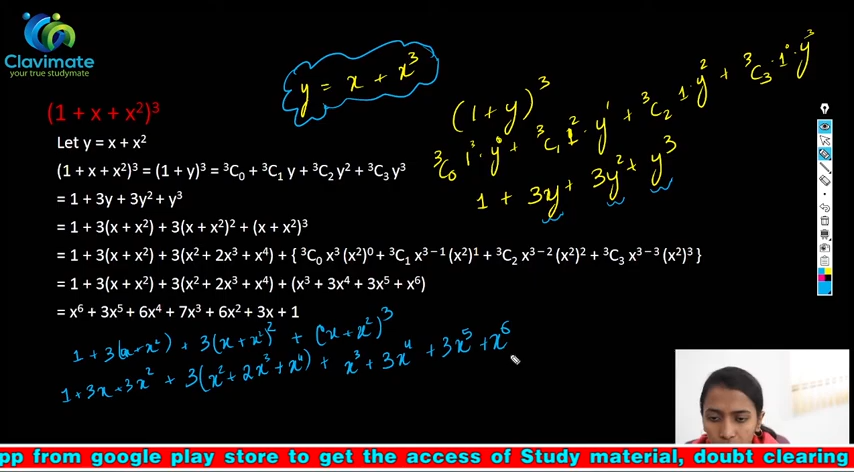 Clavimate
your true studymate
y = x + x³
(1 + x + x²)³
Let y = x + x²
(1 + x + x²)³ = (1 + y)³ = ³C₀ + ³C₁ y + ³C₂ y² + ³C₃ y³
= 1 + 3y + 3y² + y³
= 1 + 3(x + x²) + 3(x + x²)² + (x + x²)³
= 1 + 3(x + x²) + 3(x² + 2x³ + x⁴) + { ³C₀ x³ (x²)⁰ + ³C₁ x³⁻¹ (x²)¹ + ³C₂ x³⁻² (x²)² + ³C₃ x³⁻³ (x²)³ }
= 1 + 3(x + x²) + 3(x² + 2x³ + x⁴) + (x³ + 3x⁴ + 3x⁵ + x⁶)
= x⁶ + 3x⁵ + 6x⁴ + 7x³ + 6x² + 3x + 1
(1 + y)³
³C₀ 1³·y⁰ + ³C₁ 1²·y¹ + ³C₂ 1·y² + ³C₃·1⁰·y³
1 + 3y + 3y² + y³
1 + 3(x + x²) + 3(x + x²)² + (x + x²)³
1 + 3x + 3x² + 3(x² + 2x³ + x⁴) + x³ + 3x⁴ + 3x⁵ + x⁶
pp from google play store to get the access of Study material, doubt clearing